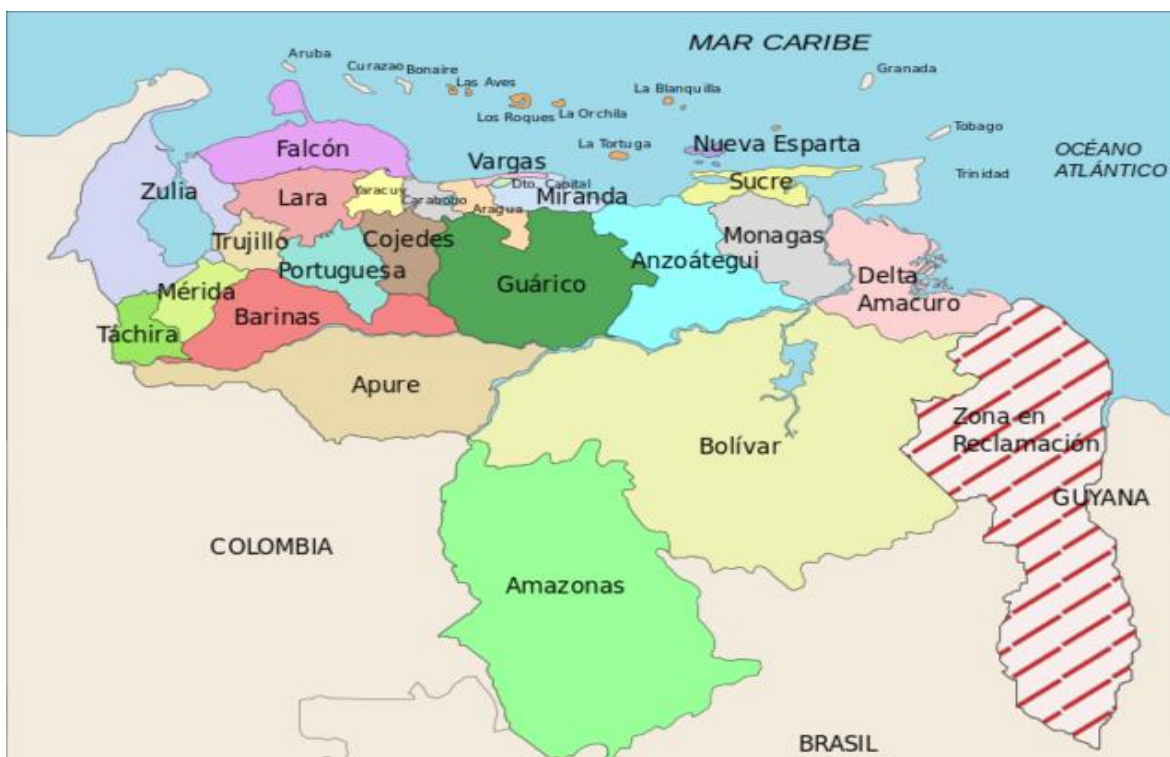 MAR CARIBE
Aruba
Curazao
Bonaire
Las Aves
Los Roques
La Orchila
La Blanquilla
Granada
La Tortuga
Nueva Esparta
Tobago
Trinidad
OCÉANO
ATLÁNTICO
Falcón
Vargas
Dto. Capital
Miranda
Sucre
Zulia
Lara
Yaracuy
Carabobo
Aragua
Trujillo
Cojedes
Portuguesa
Guárico
Anzoátegui
Monagas
Delta
Amacuro
Mérida
Táchira
Barinas
Apure
Bolívar
Zona en
Reclamación
GUYANA
COLOMBIA
Amazonas
BRASIL